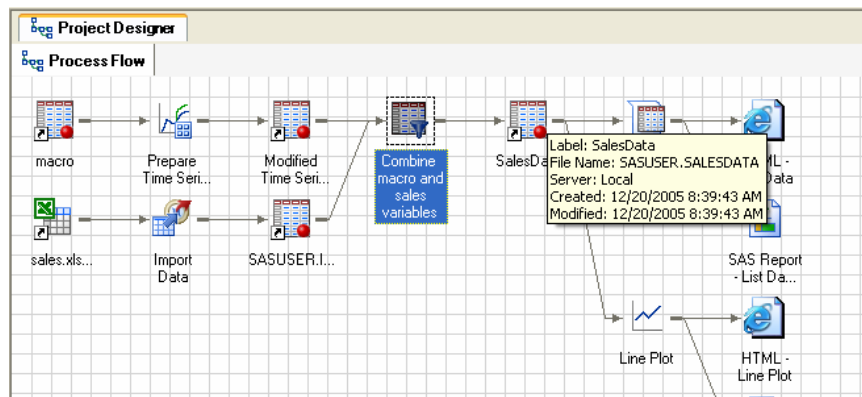 Project Designer
Process Flow
macro
Prepare
Time Seri...
Modified
Time Seri...
Combine
macro and
sales
variables
SalesDa
Label: SalesData
File Name: SASUSER.SALESDATA
Server: Local
Created: 12/20/2005 8:39:43 AM
Modified: 12/20/2005 8:39:43 AM
ML -
Data
sales.xls...
Import
Data
SASUSER.I...
SAS Report
- List Da...
Line Plot
HTML -
Line Plot